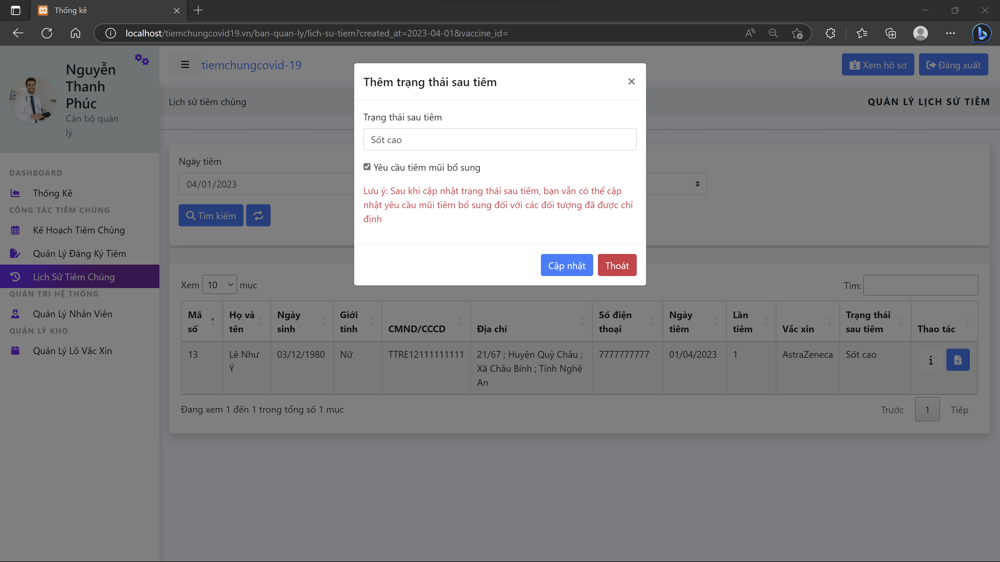 Thống kê
localhost/tiemchungcovid19.vn/ban-quan-ly/lich-su-tiem?created_at=2023-04-01&vaccine_id=
Nguyễn
Thanh
Phúc
Cán bộ quản
lý
DASHBOARD
Thống Kê
CÔNG TÁC TIÊM CHỦNG
Kế Hoạch Tiêm Chủng
Quản Lý Đăng Ký Tiêm
Lịch Sử Tiêm Chủng
QUẢN TRỊ HỆ THỐNG
Quản Lý Nhân Viên
QUẢN LÝ KHO
Quản Lý Lô Vắc Xin
tiemchungcovid-19
Xem hồ sơ
Đăng xuất
Lịch sử tiêm chủng
QUẢN LÝ LỊCH SỬ TIÊM
Thêm trạng thái sau tiêm
Trạng thái sau tiêm
Sốt cao
Yêu cầu tiêm mũi bổ sung
Lưu ý: Sau khi cập nhật trạng thái sau tiêm, bạn vẫn có thể cập
nhật yêu cầu mũi tiêm bổ sung đối với các đối tượng đã được chỉ
định
Cập nhật
Thoát
Ngày tiêm
04/01/2023
Tìm kiếm
Xem 10 mục
Tìm:
Mã số
Họ và tên
Ngày sinh
Giới tính
CMND/CCCD
Địa chỉ
Số điện thoại
Ngày tiêm
Lần tiêm
Vắc xin
Trạng thái sau tiêm
Thao tác
13
Lê Như
Ý
03/12/1980
Nữ
TTRE12111111111
21/67 ; Huyện Quỳ Châu ;
Xã Châu Bính ; Tỉnh Nghệ
An
7777777777
01/04/2023
1
AstraZeneca
Sốt cao
Đang xem 1 đến 1 trong tổng số 1 mục
Trước
1
Tiếp